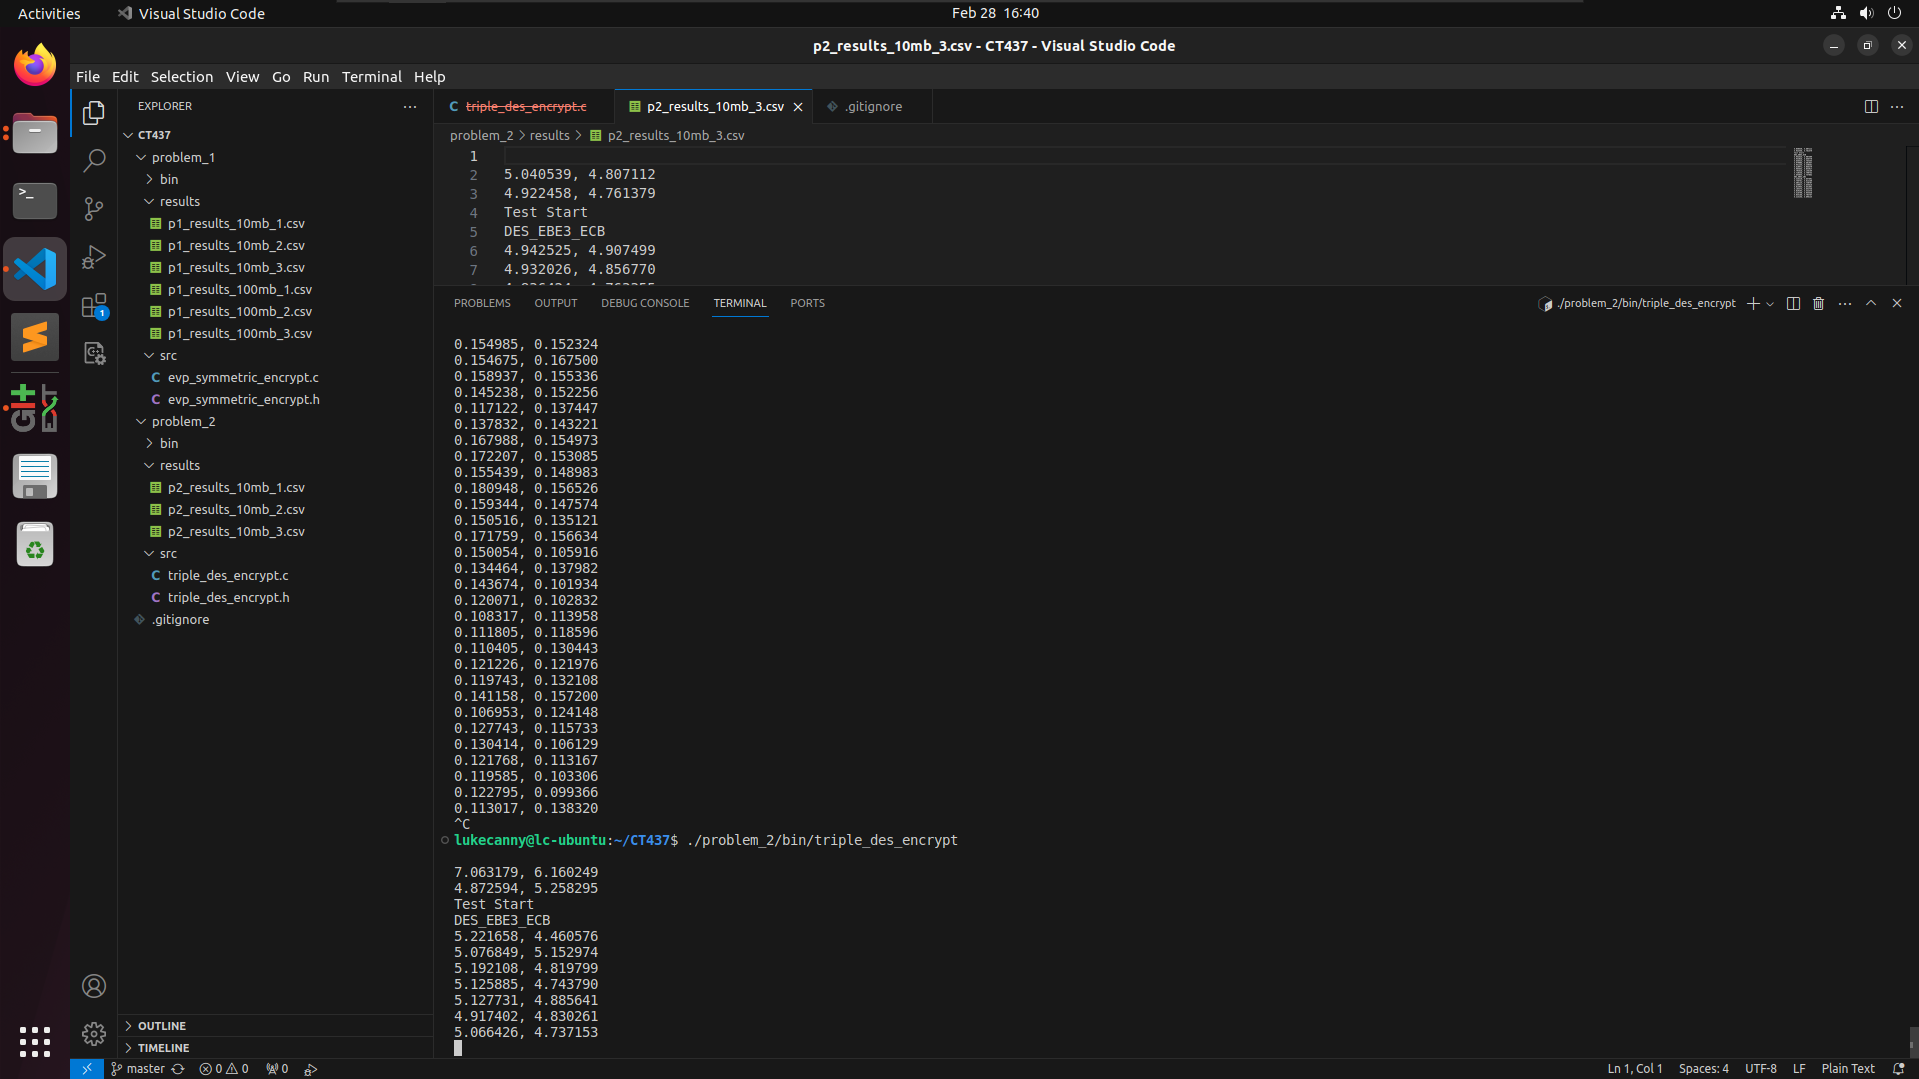 Activities
Visual Studio Code
Feb 28 16:40
p2_results_10mb_3.csv - CT437 - Visual Studio Code
File Edit Selection View Go Run Terminal Help
EXPLORER
CT437
problem_1
bin
results
p1_results_10mb_1.csv
p1_results_10mb_2.csv
p1_results_10mb_3.csv
p1_results_100mb_1.csv
p1_results_100mb_2.csv
p1_results_100mb_3.csv
src
C evp_symmetric_encrypt.c
C evp_symmetric_encrypt.h
problem_2
bin
results
p2_results_10mb_1.csv
p2_results_10mb_2.csv
p2_results_10mb_3.csv
src
C triple_des_encrypt.c
C triple_des_encrypt.h
.gitignore
OUTLINE
TIMELINE
C triple_des_encrypt.c
p2_results_10mb_3.csv
.gitignore
problem_2 > results > p2_results_10mb_3.csv
1
2 5.040539, 4.807112
3 4.922458, 4.761379
4 Test Start
5 DES_EBE3_ECB
6 4.942525, 4.907499
7 4.932026, 4.856770
PROBLEMS OUTPUT DEBUG CONSOLE TERMINAL PORTS
./problem_2/bin/triple_des_encrypt
0.154985, 0.152324
0.154675, 0.167500
0.158937, 0.155336
0.145238, 0.152256
0.117122, 0.137447
0.137832, 0.143221
0.167988, 0.154973
0.172207, 0.153085
0.155439, 0.148983
0.180948, 0.156526
0.159344, 0.147574
0.150516, 0.135121
0.171759, 0.156634
0.150054, 0.105916
0.134464, 0.137982
0.143674, 0.101934
0.120071, 0.102832
0.108317, 0.113958
0.111805, 0.118596
0.110405, 0.130443
0.121226, 0.121976
0.119743, 0.132108
0.141158, 0.157200
0.106953, 0.124148
0.127743, 0.115733
0.130414, 0.106129
0.121768, 0.113167
0.119585, 0.103306
0.122795, 0.099366
0.113017, 0.138320
^C
lukecanny@lc-ubuntu:~/CT437$ ./problem_2/bin/triple_des_encrypt
7.063179, 6.160249
4.872594, 5.258295
Test Start
DES_EBE3_ECB
5.221658, 4.460576
5.076849, 5.152974
5.192108, 4.819799
5.125885, 4.743790
5.127731, 4.885641
4.917402, 4.830261
5.066426, 4.737153
master 0 0 0
Ln 1, Col 1 Spaces: 4 UTF-8 LF Plain Text